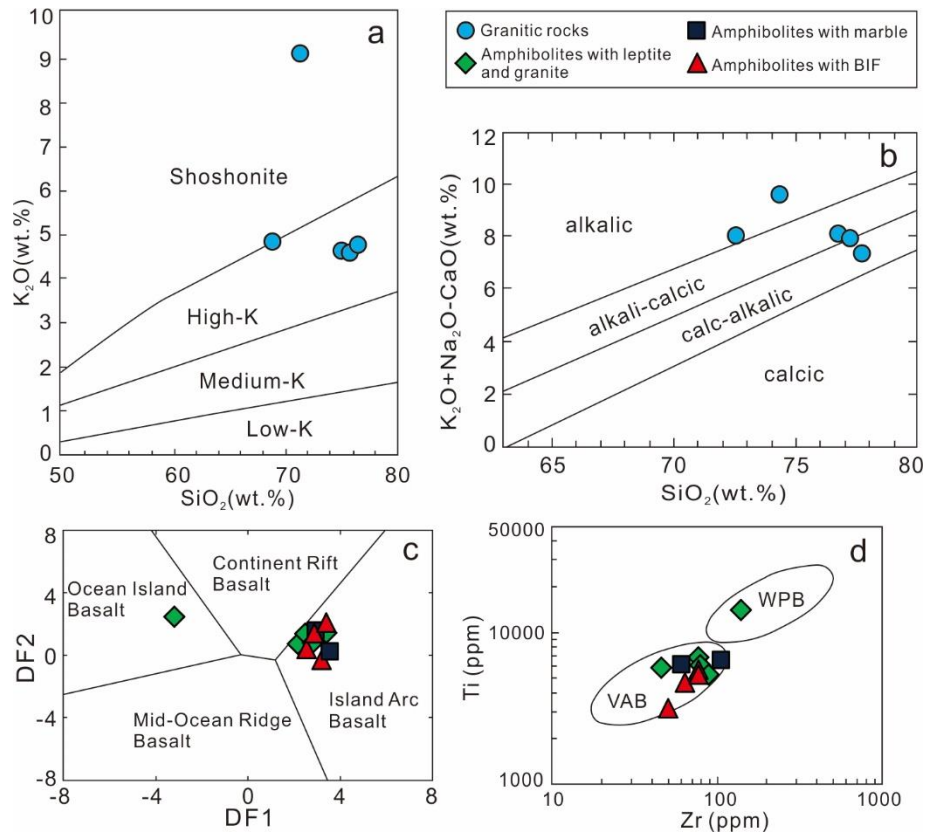 a
10
9
8
7
6
5
4
3
2
1
0
K₂O(wt.%)
Shoshonite
High-K
Medium-K
Low-K
50
60
70
80
SiO₂(wt.%)
Granitic rocks
Amphibolites with leptite
and granite
Amphibolites with marble
Amphibolites with BIF
b
12
10
8
6
4
2
0
K₂O+Na₂O-CaO(wt.%)
alkalic
alkali-calcic
calc-alkalic
calcic
65
70
75
80
SiO₂(wt.%)
c
8
4
0
-4
-8
DF2
Continent Rift
Basalt
Ocean Island
Basalt
Mid-Ocean Ridge
Basalt
Island Arc
Basalt
-8
-4
0
4
8
DF1
d
50000
10000
1000
Ti (ppm)
WPB
VAB
10
100
1000
Zr (ppm)